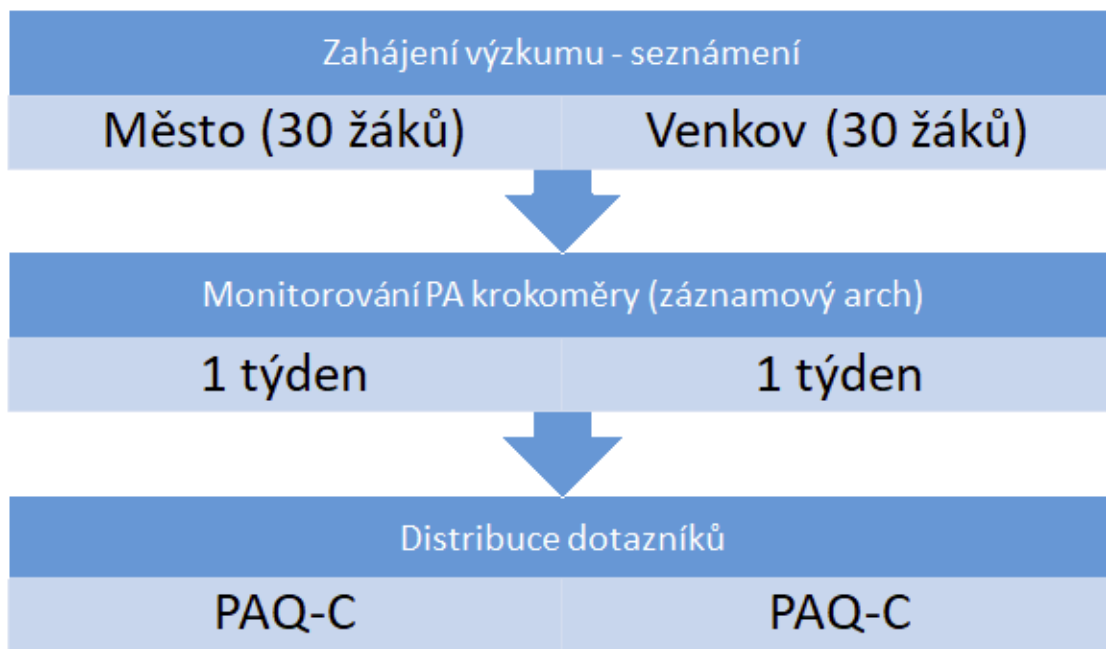 Zahájení výzkumu - seznámení
Město (30 žáků) Venkov (30 žáků)
Monitorování PA krokoměry (záznamový arch)
1 týden 1 týden
Distribuce dotazníků
PAQ-C PAQ-C